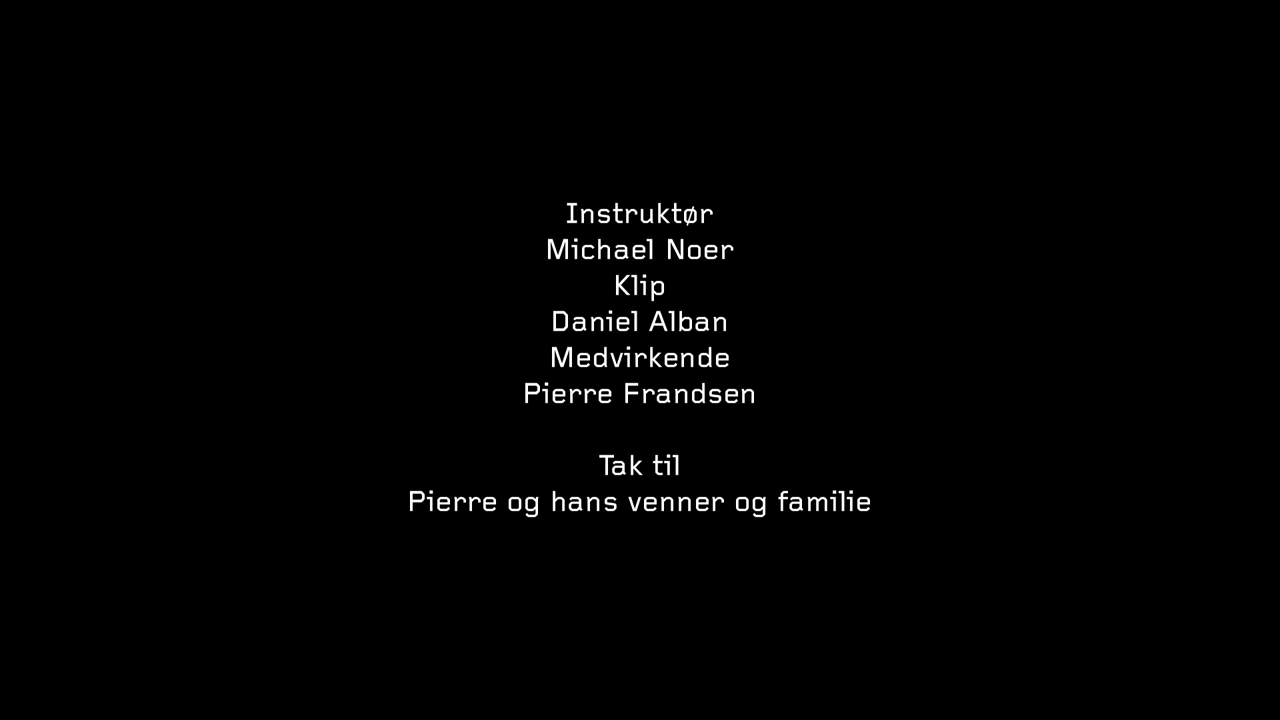 Instruktør
Michael Noer
Klip
Daniel Alban
Medvirkende
Pierre Frandsen
Tak til
Pierre og hans venner og familie